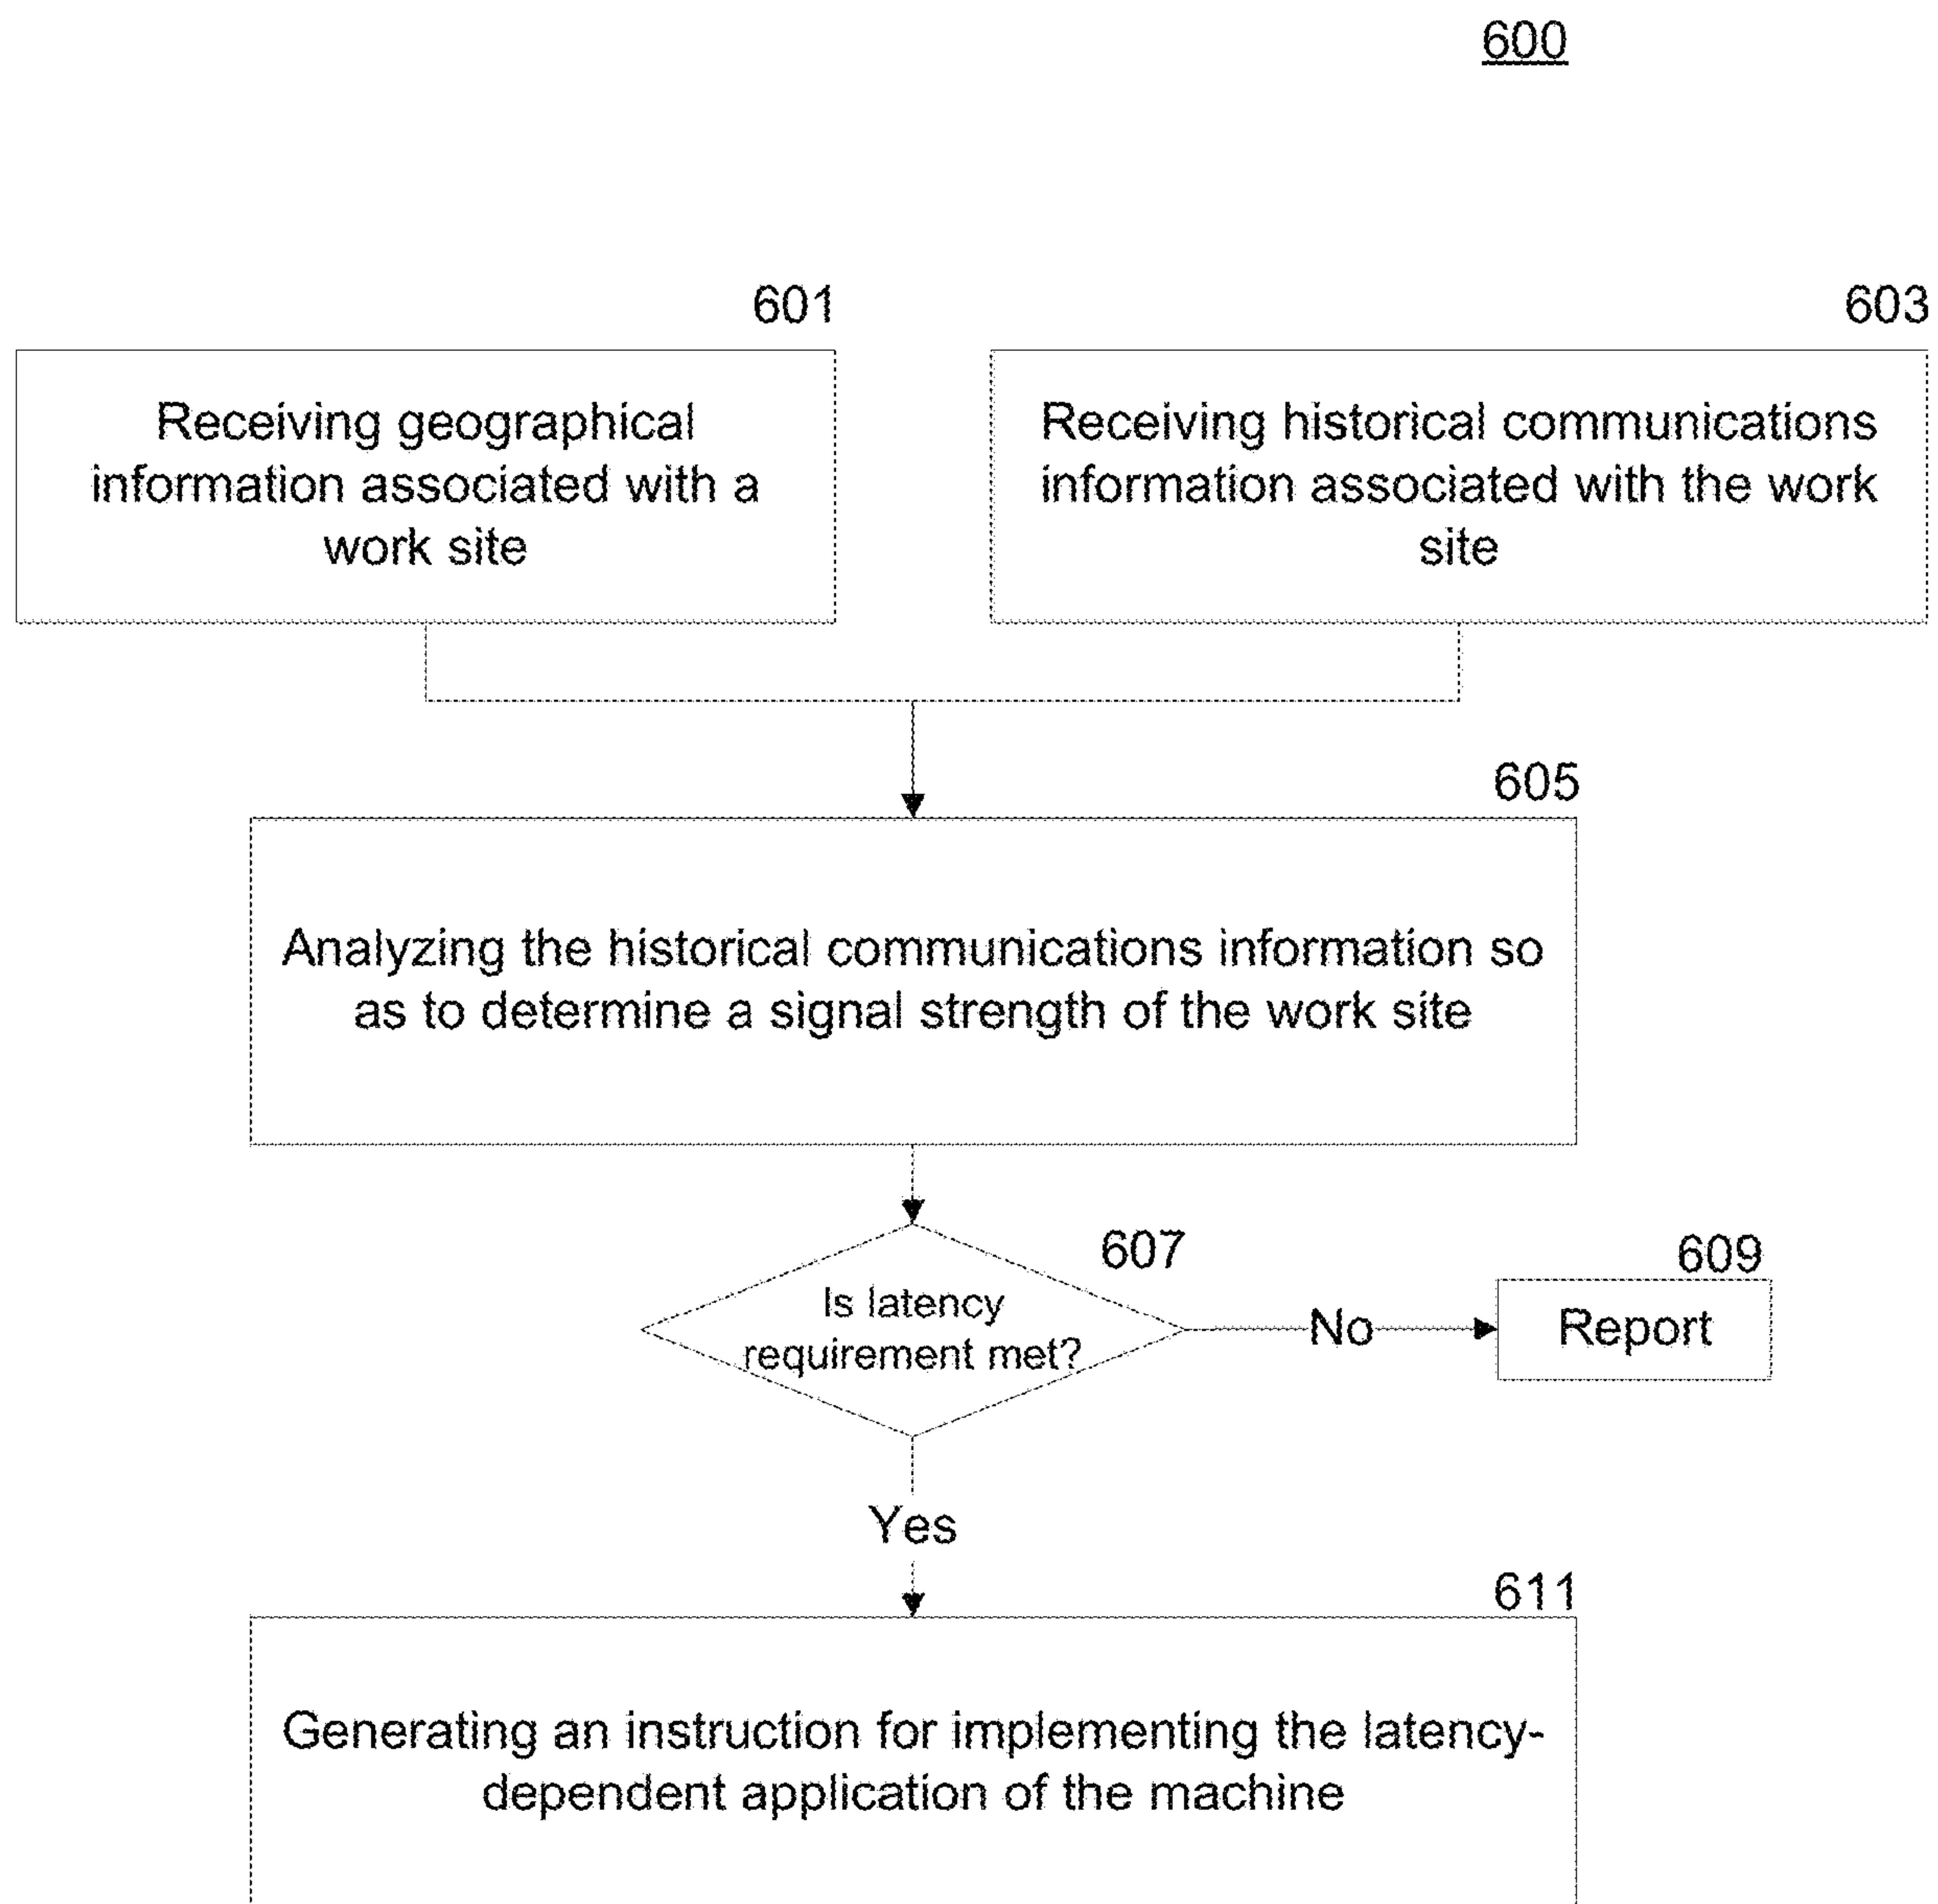 600
601
603
Receiving geographical
information associated with a
work site
Receiving historical communications
information associated with the work
site
605
Analyzing the historical communications information so
as to determine a signal strength of the work site
607
Is latency
requirement met?
No
609
Report
Yes
611
Generating an instruction for implementing the latency-
dependent application of the machine